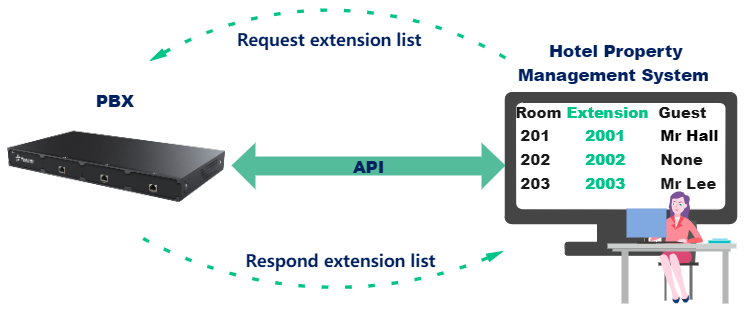 Request extension list
Hotel Property
Management System
PBX
Room Extension Guest
201 2001 Mr Hall
202 2002 None
203 2003 Mr Lee
API
Respond extension list